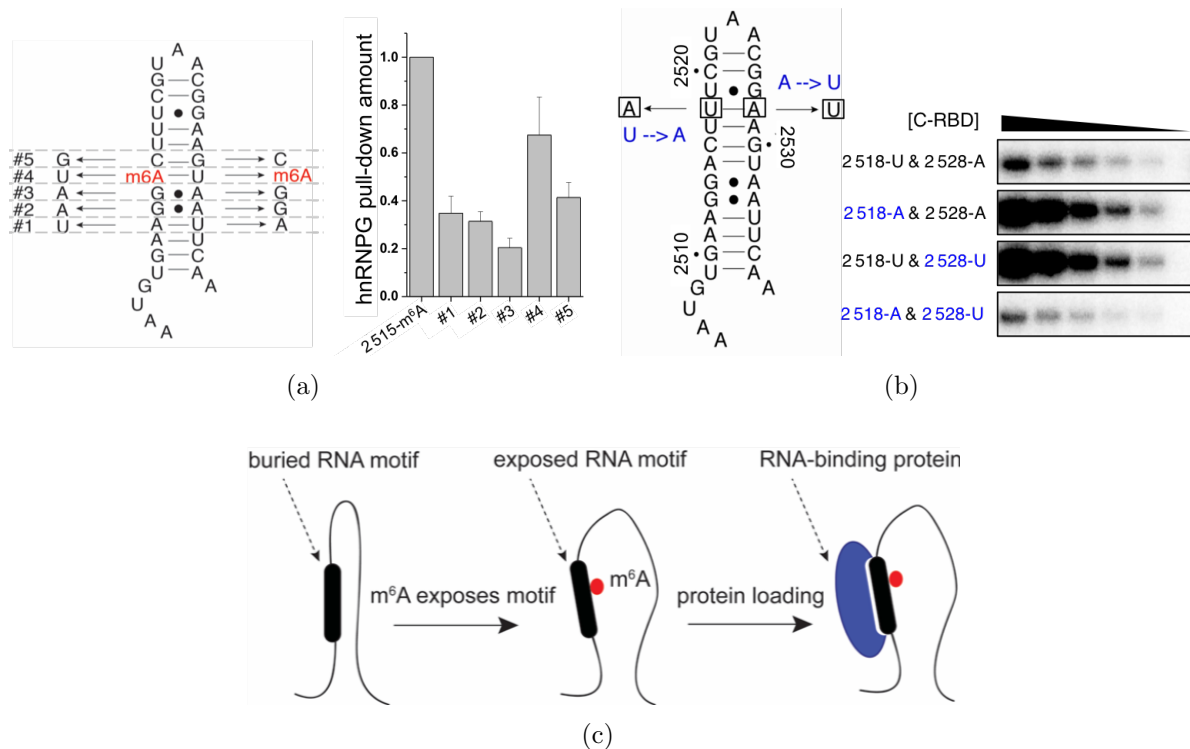 A
U A
G C
C G
U G
U A
U A
#5 G C G C
#4 U m6A U m6A
#3 A G A G
#2 A G A G
#1 U A U A
A U
G C
U A
G A
U
A
A
hnRNPG pull-down amount
1.0
0.8
0.6
0.4
0.2
0.0
2515-m⁶A #1 #2 #3 #4 #5
(a)
A
U A
G C
2520 C G
U G
A U A U
U --> A
A --> U
U A
C G
A U 2530
G A
G A
A U
A U
2510 G C
U A
G A
U
A
A
[C-RBD]
2518-U & 2528-A
2518-A & 2528-A
2518-U & 2528-U
2518-A & 2528-U
(b)
buried RNA motif
exposed RNA motif
RNA-binding protein
m⁶A
m⁶A exposes motif
protein loading
(c)